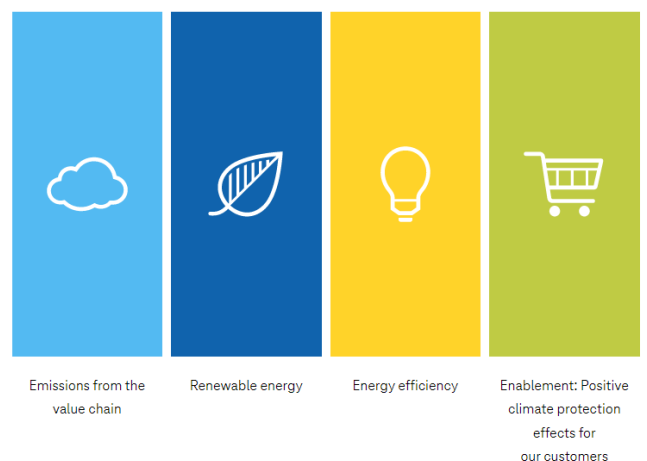 Emissions from the
value chain
Renewable energy
Energy efficiency
Enablement: Positive
climate protection
effects for
our customers